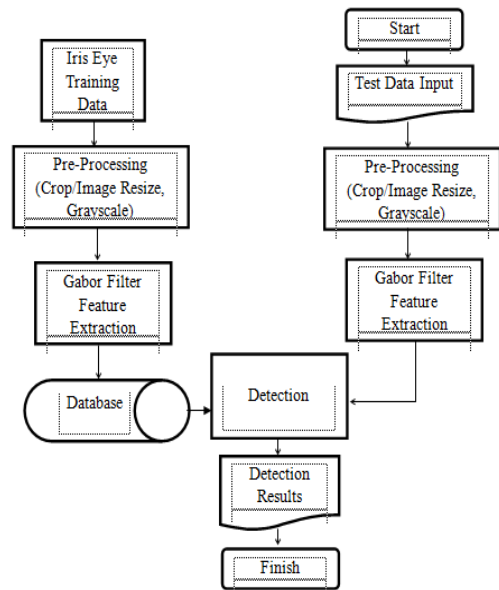 Iris Eye
Training
Data
Pre-Processing
(Crop/Image Resize,
Grayscale)
Gabor Filter
Feature
Extraction
Database
Start
Test Data Input
Pre-Processing
(Crop/Image Resize,
Grayscale)
Gabor Filter
Feature
Extraction
Detection
Detection
Results
Finish